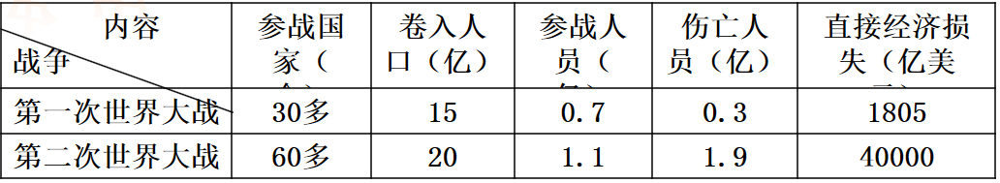 内容
战争
参战国
家（
卷入人
口（亿）
参战人
员（
伤亡人
员（亿）
直接经济损
失（亿美
第一次世界大战 30多 15 0.7 0.3 1805
第二次世界大战 60多 20 1.1 1.9 40000